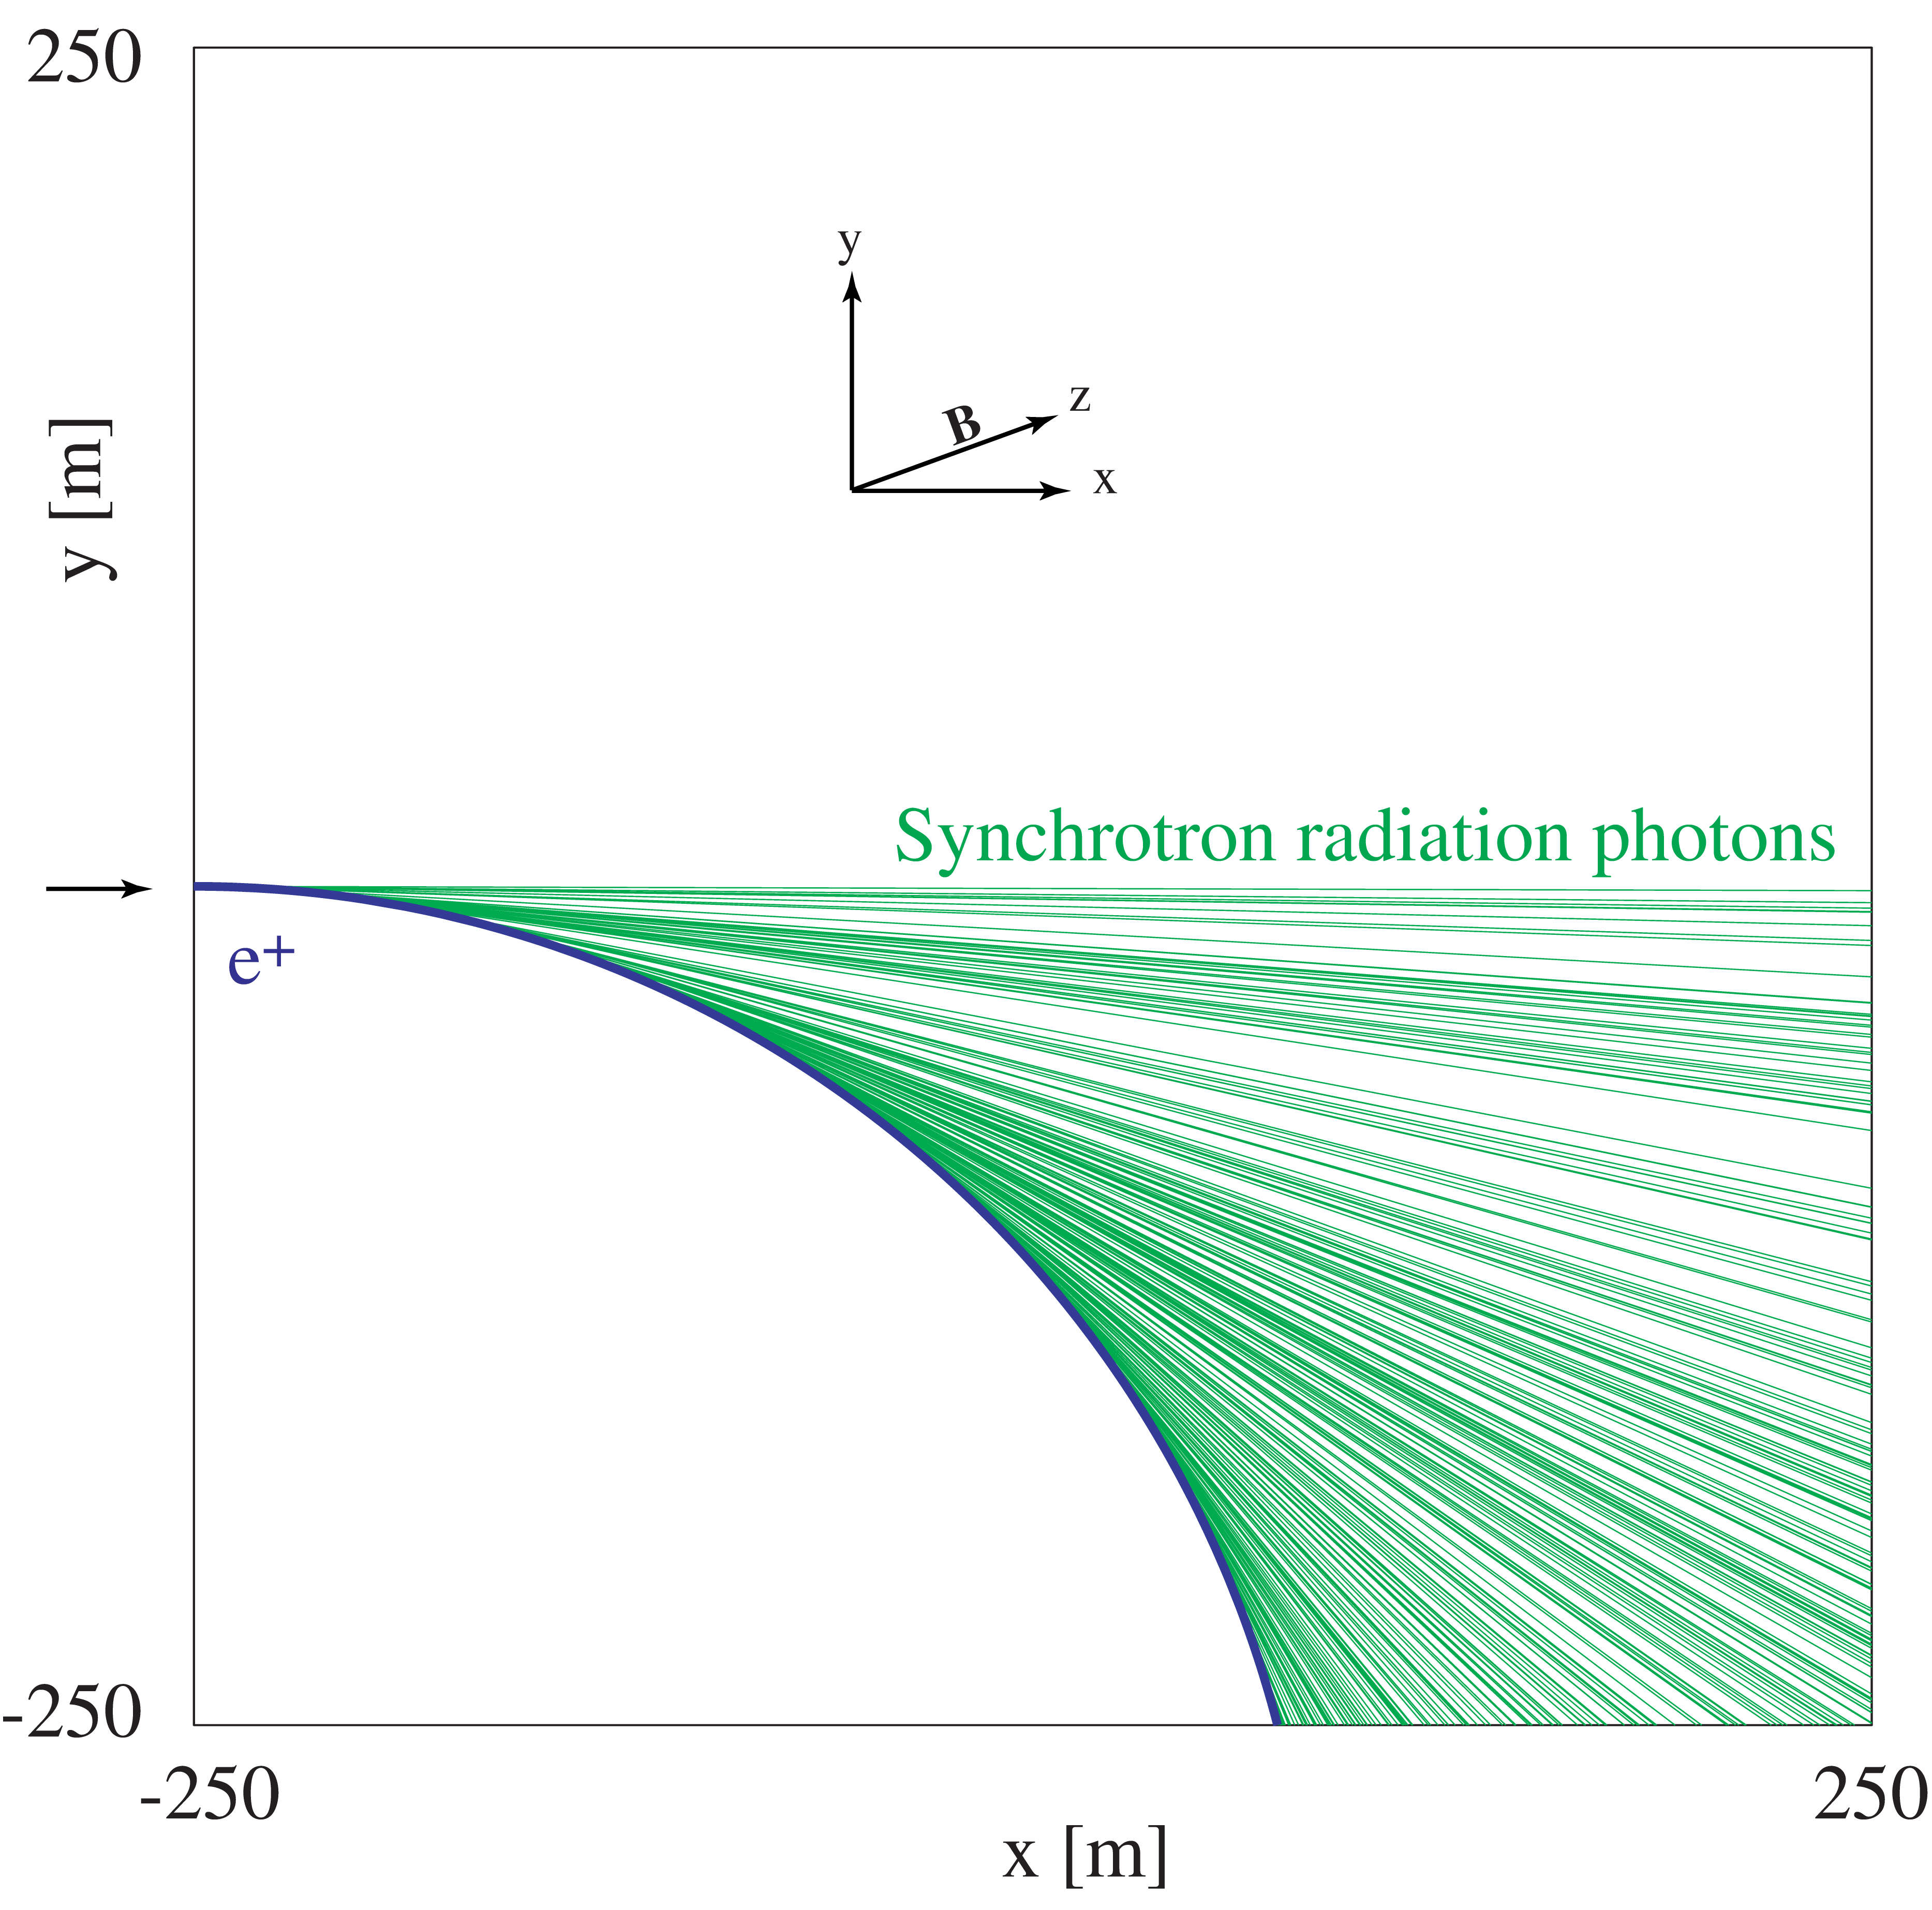 250
y [m]
y
z
B
x
Synchrotron radiation photons
e⁺
-250
-250
250
x [m]